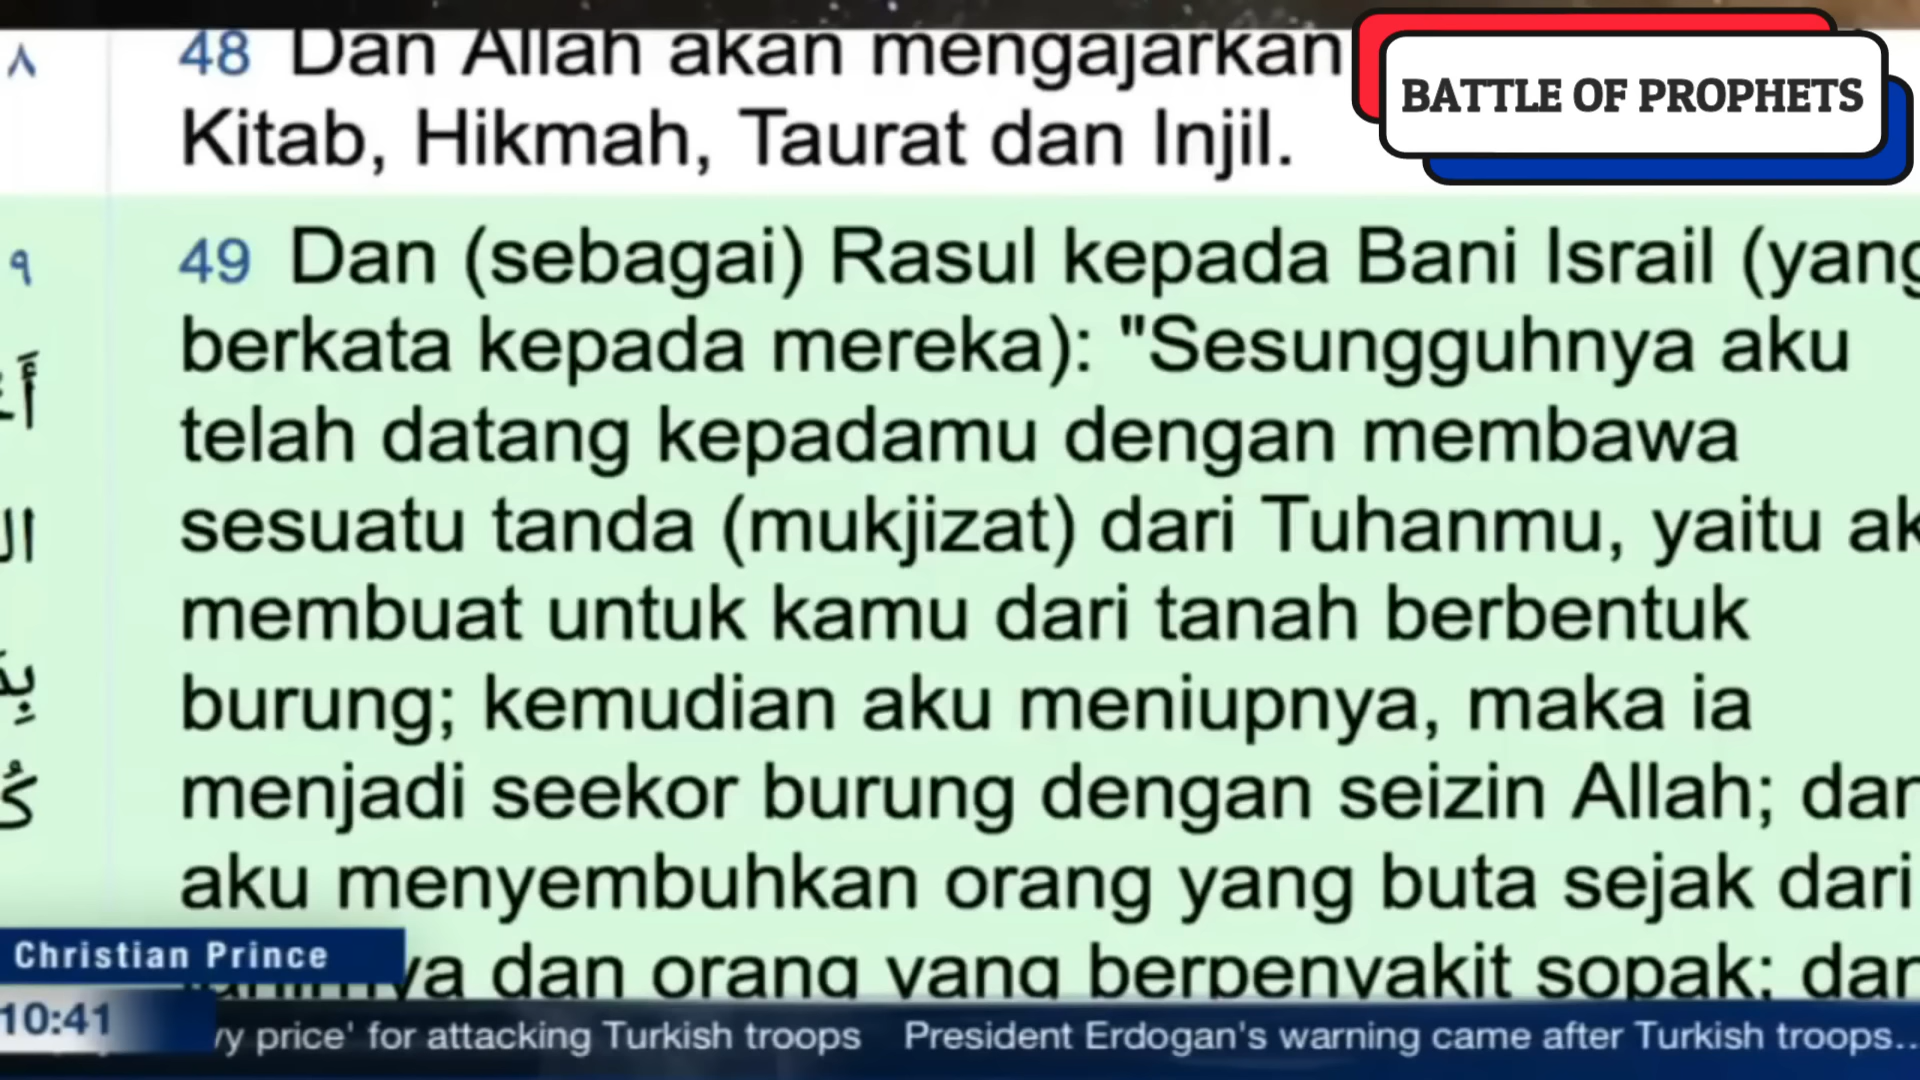 48 Dan Allah akan mengajarkan
BATTLE OF PROPHETS
Kitab, Hikmah, Taurat dan Injil.
49 Dan (sebagai) Rasul kepada Bani Israil (yang
berkata kepada mereka): "Sesungguhnya aku
telah datang kepadamu dengan membawa
sesuatu tanda (mukjizat) dari Tuhanmu, yaitu
membuat untuk kamu dari tanah berbentuk
burung; kemudian aku meniupnya, maka ia
menjadi seekor burung dengan seizin Allah; dan
aku menyembuhkan orang yang buta sejak dari
dan orang yang berpenyakit sopak; dan
Christian Prince
10:41
price' for attacking Turkish troops President Erdogan's warning came after Turkish troops...